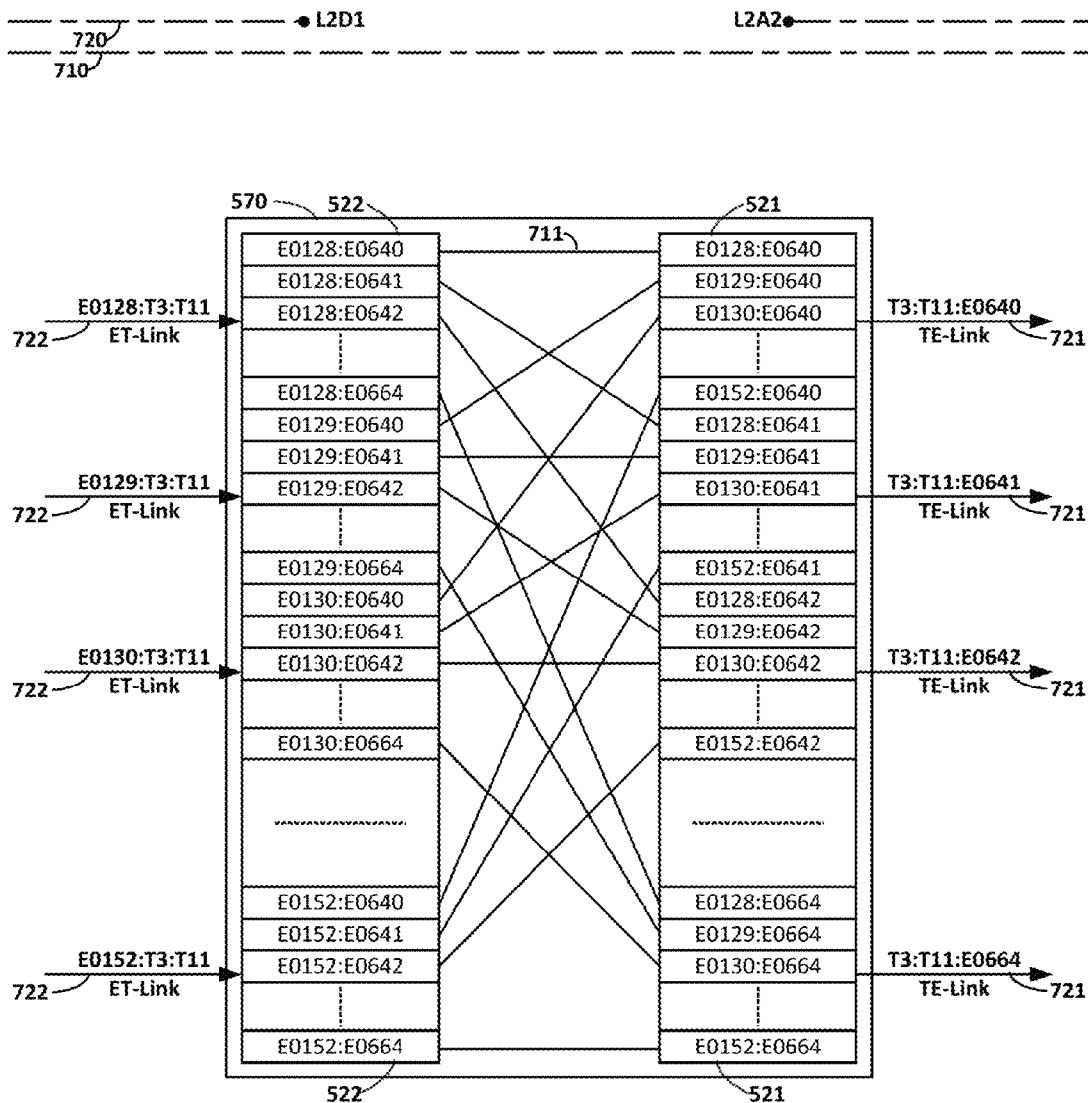 L2D1 L2A2
720
710
570 522 521
711
E0128:E0640 E0128:E0640
E0128:E0641 E0129:E0640
E0128:T3:T11 E0128:E0642 E0130:E0640 T3:T11:E0640
722 ET-Link TE-Link 721
E0128:E0664 E0152:E0640
E0129:E0640 E0128:E0641
E0129:E0641 E0129:E0641
E0129:T3:T11 E0129:E0642 E0130:E0641 T3:T11:E0641
722 ET-Link TE-Link 721
E0129:E0664 E0152:E0641
E0130:E0640 E0128:E0642
E0130:E0641 E0129:E0642
E0130:T3:T11 E0130:E0642 E0130:E0642 T3:T11:E0642
722 ET-Link TE-Link 721
E0130:E0664 E0152:E0642
E0152:E0640 E0128:E0664
E0152:E0641 E0129:E0664
E0152:T3:T11 E0152:E0642 E0130:E0664 T3:T11:E0664
722 ET-Link TE-Link 721
E0152:E0664 E0152:E0664
522 521